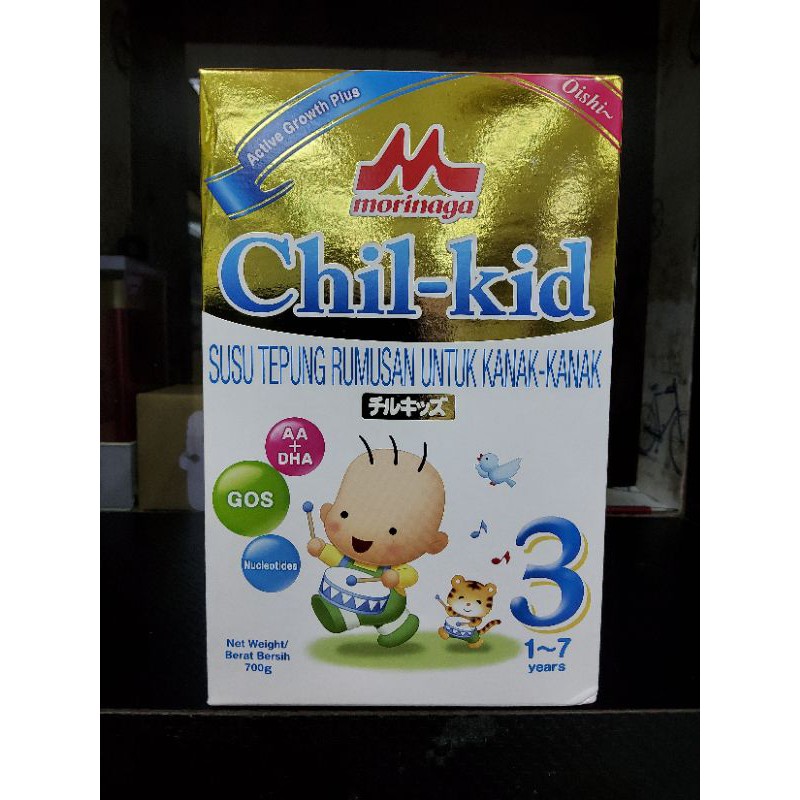 Active Growth Plus
Oishi~
morinaga
Chil-kid
SUSU TEPUNG RUMUSAN UNTUK KANAK-KANAK
チルキッズ
AA
+
DHA
GOS
Nucleotides
3
1~7
years
Net Weight/
Berat Bersih
700g